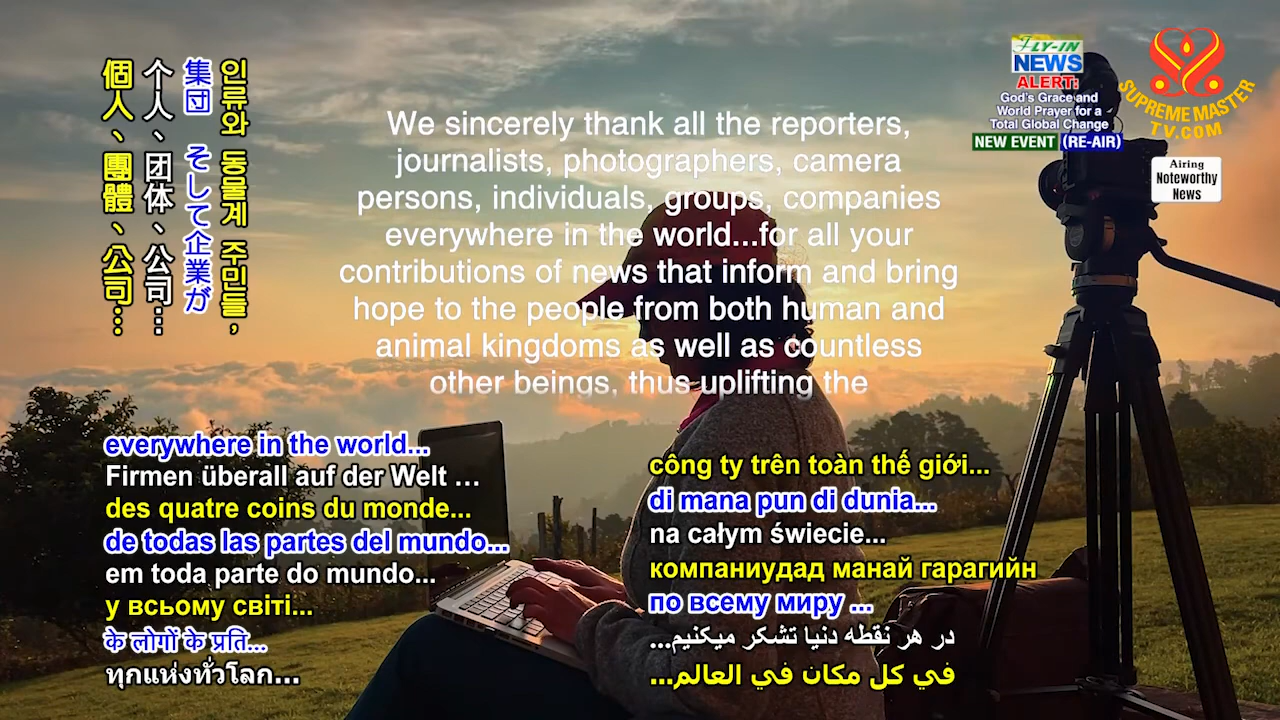 個人、團體、公司…
个人、团体、公司…
集団 そして企業が
인류와 동물계 주민들,
We sincerely thank all the reporters,
journalists, photographers, camera
persons, individuals, groups, companies
everywhere in the world...for all your
contributions of news that inform and bring
hope to the people from both human and
animal kingdoms as well as countless
other beings, thus uplifting the
FLY-IN
NEWS
ALERT:
God's Grace and
World Prayer for a
Total Global Change
NEW EVENT (RE-AIR)
SUPREME MASTER
TV.COM
Airing
Noteworthy
News
everywhere in the world...
Firmen überall auf der Welt …
des quatre coins du monde...
de todas las partes del mundo...
em toda parte do mundo...
у всьому світі...
के लोगों के प्रति...
ทุกแห่งทั่วโลก...
công ty trên toàn thế giới...
di mana pun di dunia...
na całym świecie...
компаниудад манай гарагийн
по всему миру ...
در هر نقطه دنیا تشکر میکنیم...
في كل مكان في العالم...